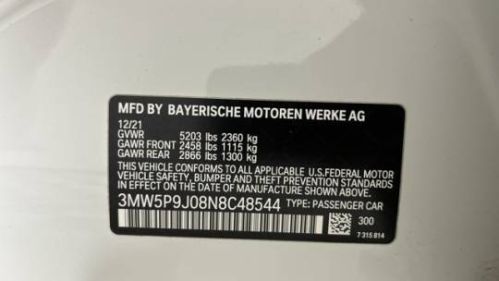 MFD BY BAYERISCHE MOTOREN WERKE AG
12/21
GVWR 5203 lbs 2360 kg
GAWR FRONT 2458 lbs 1115 kg
GAWR REAR 2866 lbs 1300 kg
THIS VEHICLE CONFORMS TO ALL APPLICABLE U.S.FEDERAL MOTOR
VEHICLE SAFETY, BUMPER, AND THEFT PREVENTION STANDARDS
IN EFFECT ON THE DATE OF MANUFACTURE SHOWN ABOVE.
3MW5P9J08N8C48544 TYPE: PASSENGER CAR
300
7 315 814